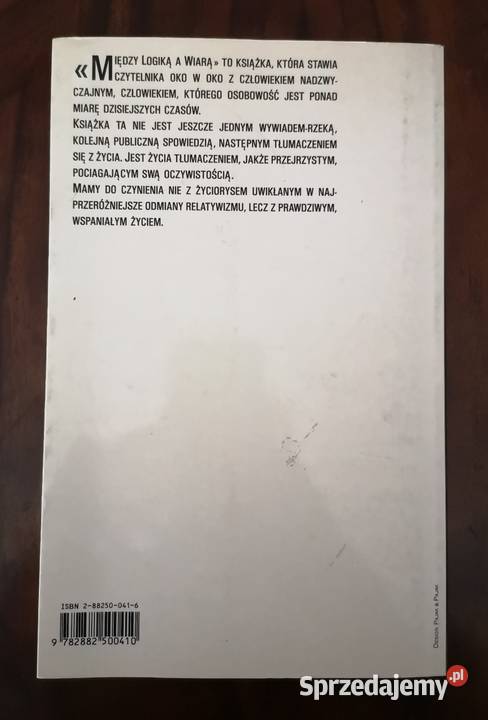 «MIĘDZY LOGIKĄ A WIARĄ» TO KSIĄŻKA, KTÓRA STAWIA
CZYTELNIKA OKO W OKO Z CZŁOWIEKIEM NADZWY-
CZAJNYM, CZŁOWIEKIEM, KTÓREGO OSOBOWOŚĆ JEST PONAD
MIARĘ DZISIEJSZYCH CZASÓW.
KSIĄŻKA TA NIE JEST JESZCZE JEDNYM WYWIADEM-RZEKĄ,
KOLEJNĄ PUBLICZNĄ SPOWIEDZIĄ, NASTĘPNYM TŁUMACZENIEM
SIĘ Z ŻYCIA. JEST ŻYCIA TŁUMACZENIEM, JAKŻE PRZEJRZYSTYM,
POCIAGAJĄCYM SWĄ OCZYWISTOŚCIĄ.
MAMY DO CZYNIENIA NIE Z ŻYCIORYSEM UWIKŁANYM W NAJ-
PRZERÓŻNIEJSZE ODMIANY RELATYWIZMU, LECZ Z PRAWDZIWYM,
WSPANIAŁYM ŻYCIEM.
ISBN 2-88250-041-6
9 782882 500410
DESIGN: PILJAK & PILJAK
Sprzedajemy.pl